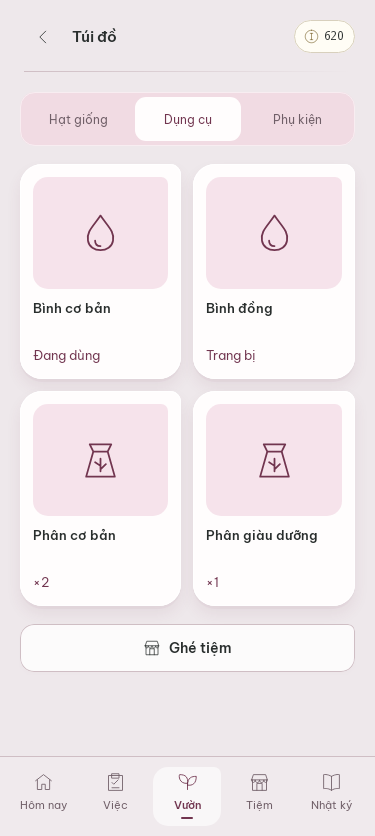 Túi đồ
620
Hạt giống
Dụng cụ
Phụ kiện
Bình cơ bản
Bình đồng
Đang dùng
Trang bị
Phân cơ bản
Phân giàu dưỡng
×2
×1
Ghé tiệm
Hôm nay
Việc
Vườn
Tiệm
Nhật ký